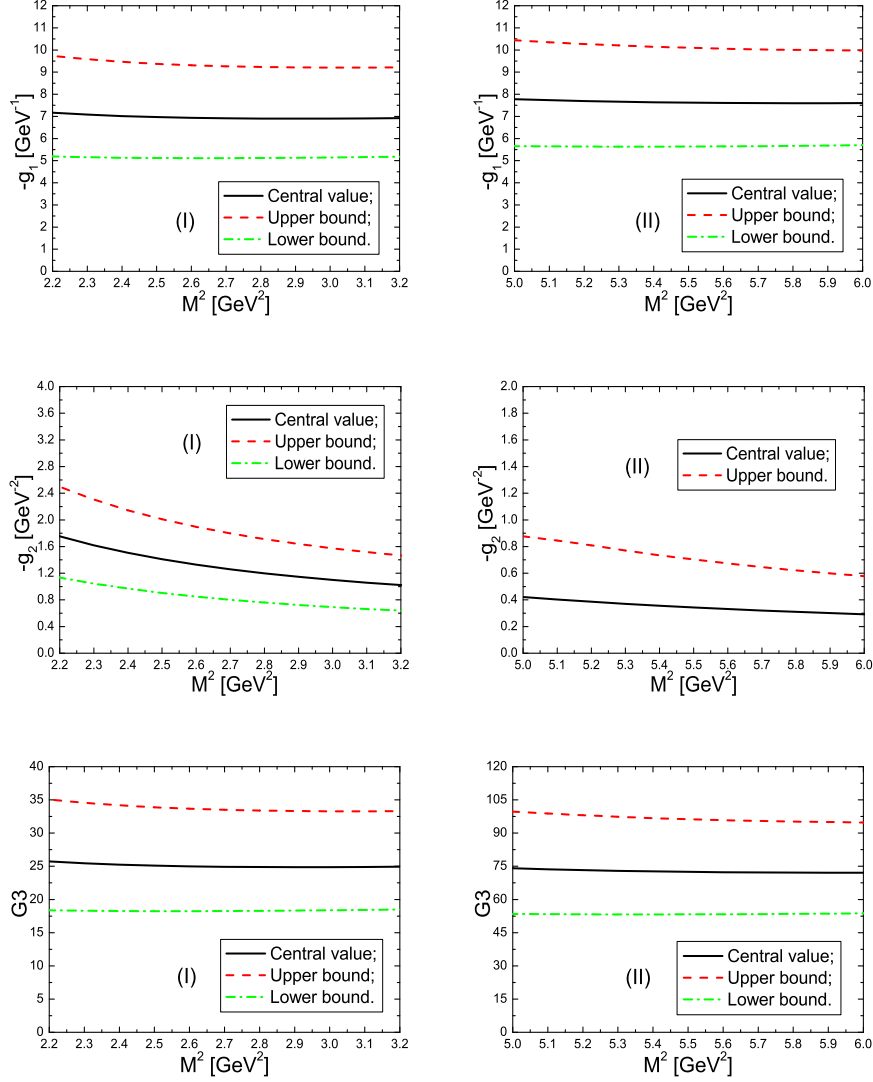 12
11
10
9
8
7
6
5
4
3
2
1
0
-g₁ [GeV⁻¹]
(I)
Central value;
Upper bound;
Lower bound.
2.2 2.3 2.4 2.5 2.6 2.7 2.8 2.9 3.0 3.1 3.2
M² [GeV²]
12
11
10
9
8
7
6
5
4
3
2
1
0
-g₁ [GeV⁻¹]
(II)
Central value;
Upper bound;
Lower bound.
5.0 5.1 5.2 5.3 5.4 5.5 5.6 5.7 5.8 5.9 6.0
M² [GeV²]
4.0
3.6
3.2
2.8
2.4
2.0
1.6
1.2
0.8
0.4
0.0
-g₂ [GeV⁻²]
(I)
Central value;
Upper bound;
Lower bound.
2.2 2.3 2.4 2.5 2.6 2.7 2.8 2.9 3.0 3.1 3.2
M² [GeV²]
2.0
1.8
1.6
1.4
1.2
1.0
0.8
0.6
0.4
0.2
0.0
-g₂ [GeV⁻²]
(II)
Central value;
Upper bound.
5.0 5.1 5.2 5.3 5.4 5.5 5.6 5.7 5.8 5.9 6.0
M² [GeV²]
40
35
30
25
20
15
10
5
0
G3
(I)
Central value;
Upper bound;
Lower bound.
2.2 2.3 2.4 2.5 2.6 2.7 2.8 2.9 3.0 3.1 3.2
M² [GeV²]
120
105
90
75
60
45
30
15
0
G3
(II)
Central value;
Upper bound;
Lower bound.
5.0 5.1 5.2 5.3 5.4 5.5 5.6 5.7 5.8 5.9 6.0
M² [GeV²]